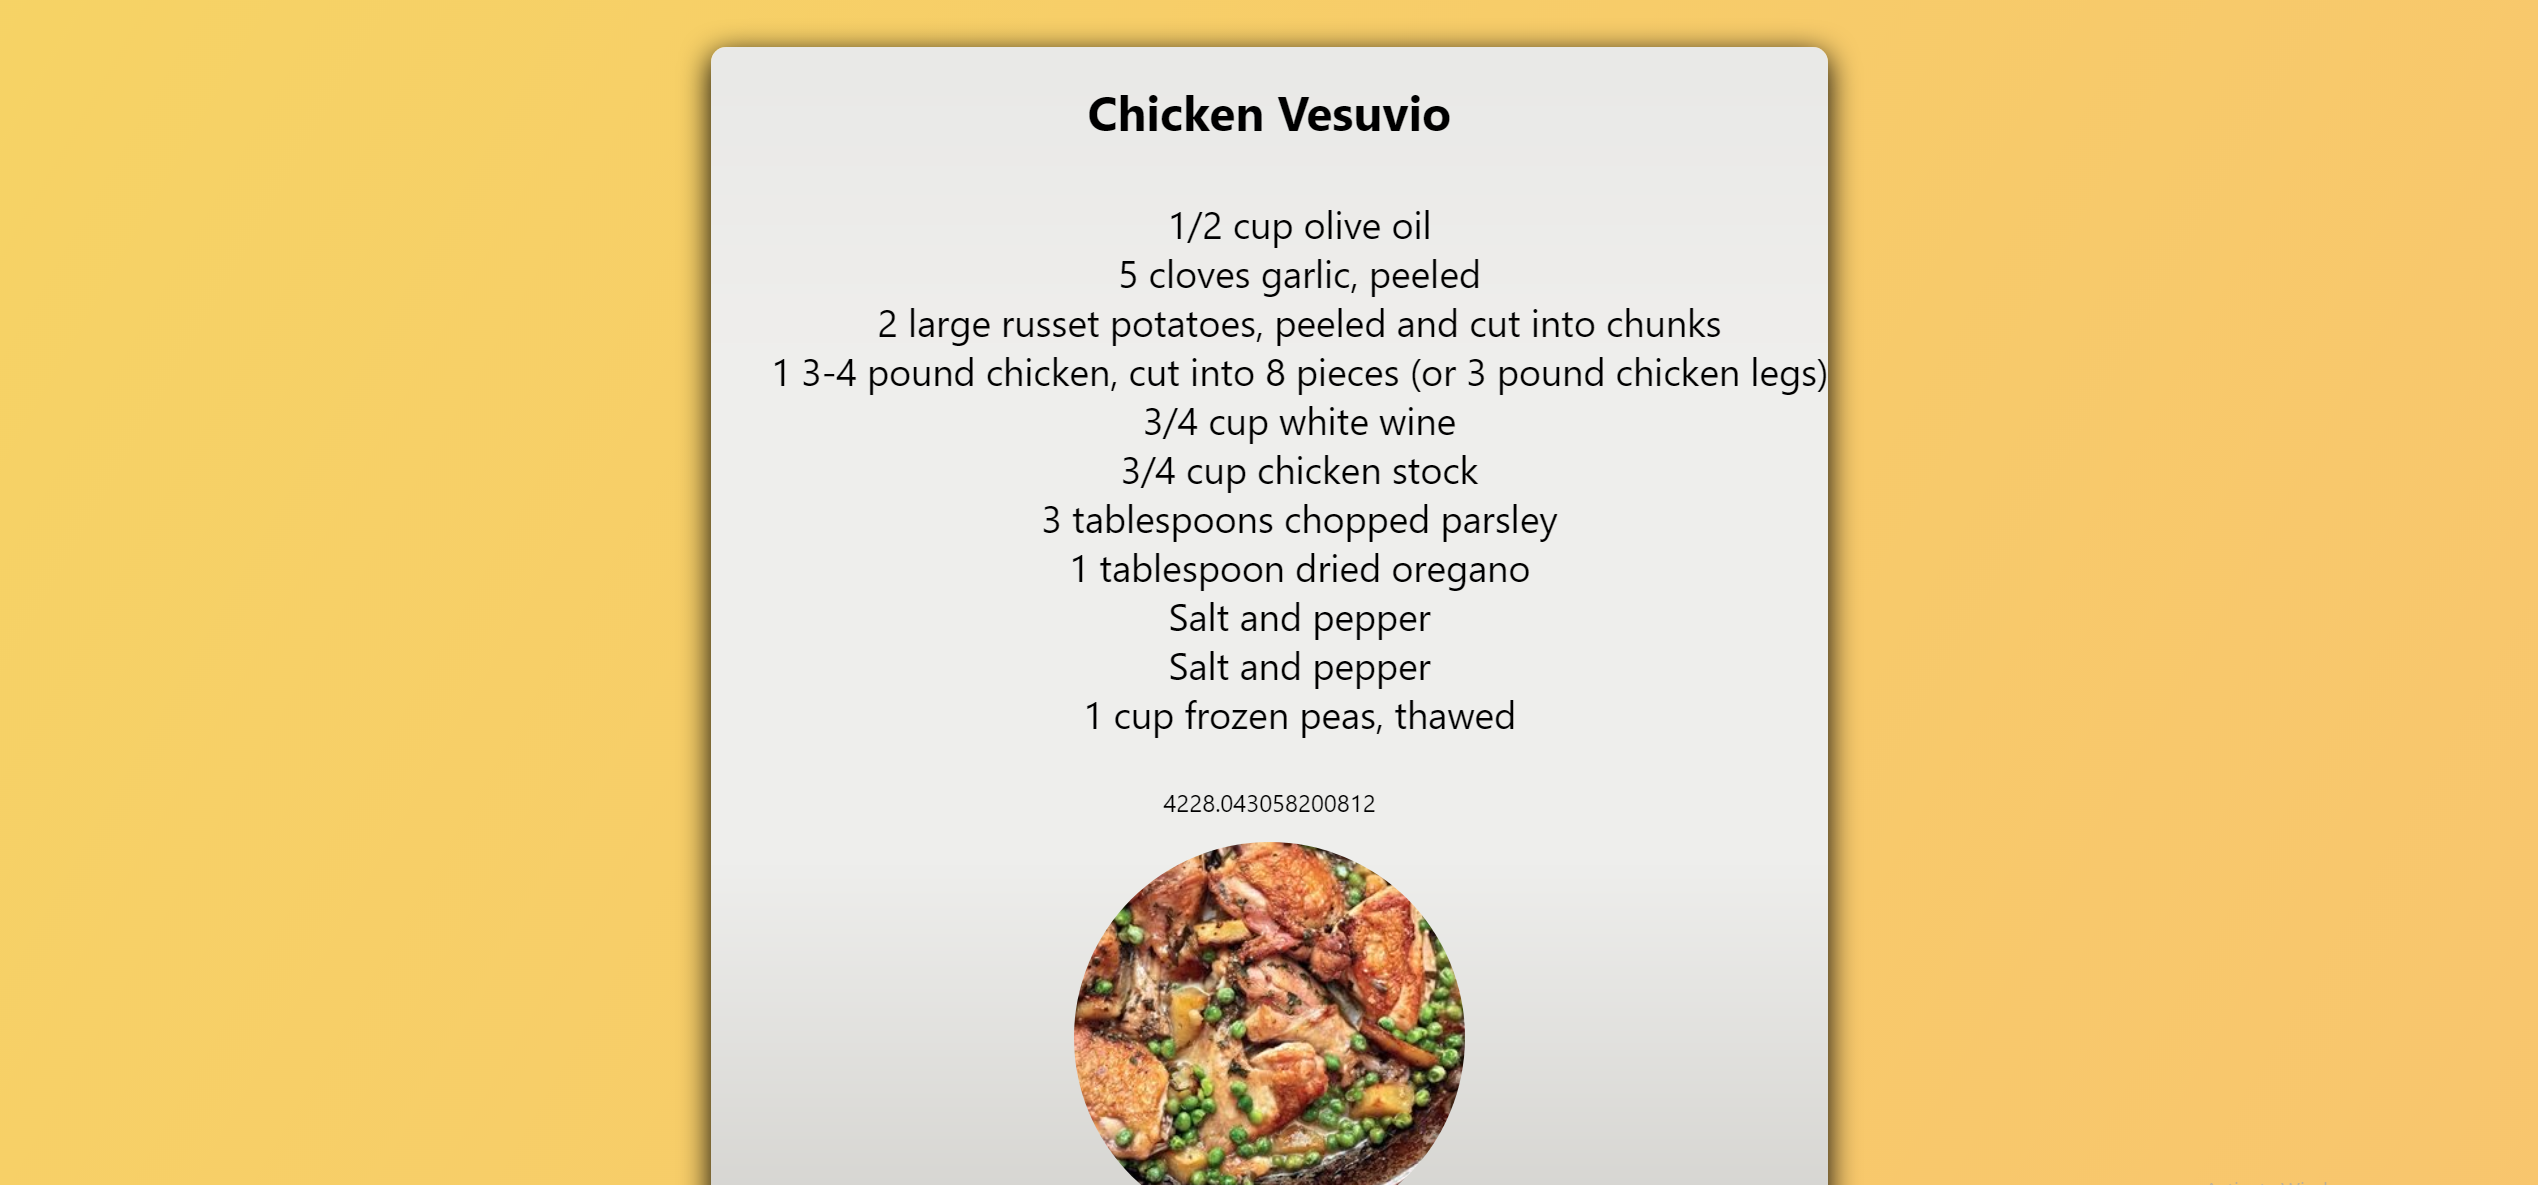 Chicken Vesuvio
1/2 cup olive oil
5 cloves garlic, peeled
2 large russet potatoes, peeled and cut into chunks
1 3-4 pound chicken, cut into 8 pieces (or 3 pound chicken legs)
3/4 cup white wine
3/4 cup chicken stock
3 tablespoons chopped parsley
1 tablespoon dried oregano
Salt and pepper
Salt and pepper
1 cup frozen peas, thawed
4228.043058200812